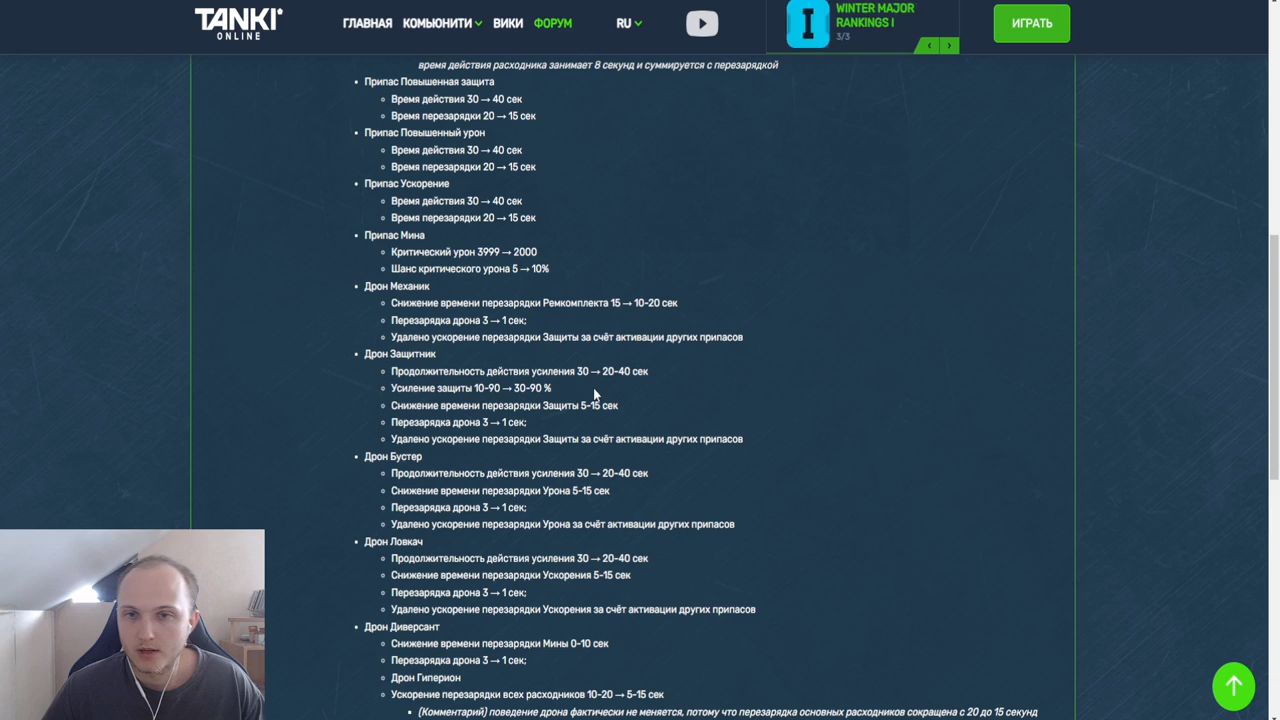 TANKI
ONLINE
ГЛАВНАЯ
КОМЬЮНИТИ
ВИКИ
ФОРУМ
RU
WINTER MAJOR
RANKINGS I
3/3
ИГРАТЬ
время действия расходника занимает 8 секунд и суммируется с перезарядкой
Припас Повышенная защита
Время действия 30 → 40 сек
Время перезарядки 20 → 15 сек
Припас Повышенный урон
Время действия 30 → 40 сек
Время перезарядки 20 → 15 сек
Припас Ускорение
Время действия 30 → 40 сек
Время перезарядки 20 → 15 сек
Припас Мина
Критический урон 3999 → 2000
Шанс критического урона 5 → 10%
Дрон Механик
Снижение времени перезарядки Ремкомплекта 15 → 10-20 сек
Перезарядка дрона 3 → 1 сек;
Удалено ускорение перезарядки Защиты за счёт активации других припасов
Дрон Защитник
Продолжительность действия усиления 30 → 20-40 сек
Усиление защиты 10-90 → 30-90 %
Снижение времени перезарядки Защиты 5-15 сек
Перезарядка дрона 3 → 1 сек;
Удалено ускорение перезарядки Защиты за счёт активации других припасов
Дрон Бустер
Продолжительность действия усиления 30 → 20-40 сек
Снижение времени перезарядки Урона 5-15 сек
Перезарядка дрона 3 → 1 сек;
Удалено ускорение перезарядки Урона за счёт активации других припасов
Дрон Ловкач
Продолжительность действия усиления 30 → 20-40 сек
Снижение времени перезарядки Ускорения 5-15 сек
Перезарядка дрона 3 → 1 сек;
Удалено ускорение перезарядки Ускорения за счёт активации других припасов
Дрон Диверсант
Снижение времени перезарядки Мины 0-10 сек
Перезарядка дрона 3 → 1 сек;
Дрон Гиперион
Ускорение перезарядки всех расходников 10-20 → 5-15 сек
(Комментарий) поведение дрона фактически не меняется, потому что перезарядка основных расходников сокращена с 20 до 15 секунд